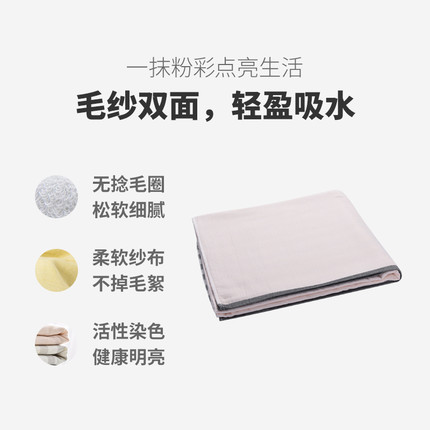 一抹粉彩点亮生活
毛纱双面，轻盈吸水
无捻毛圈
松软细腻
柔软纱布
不掉毛絮
活性染色
健康明亮